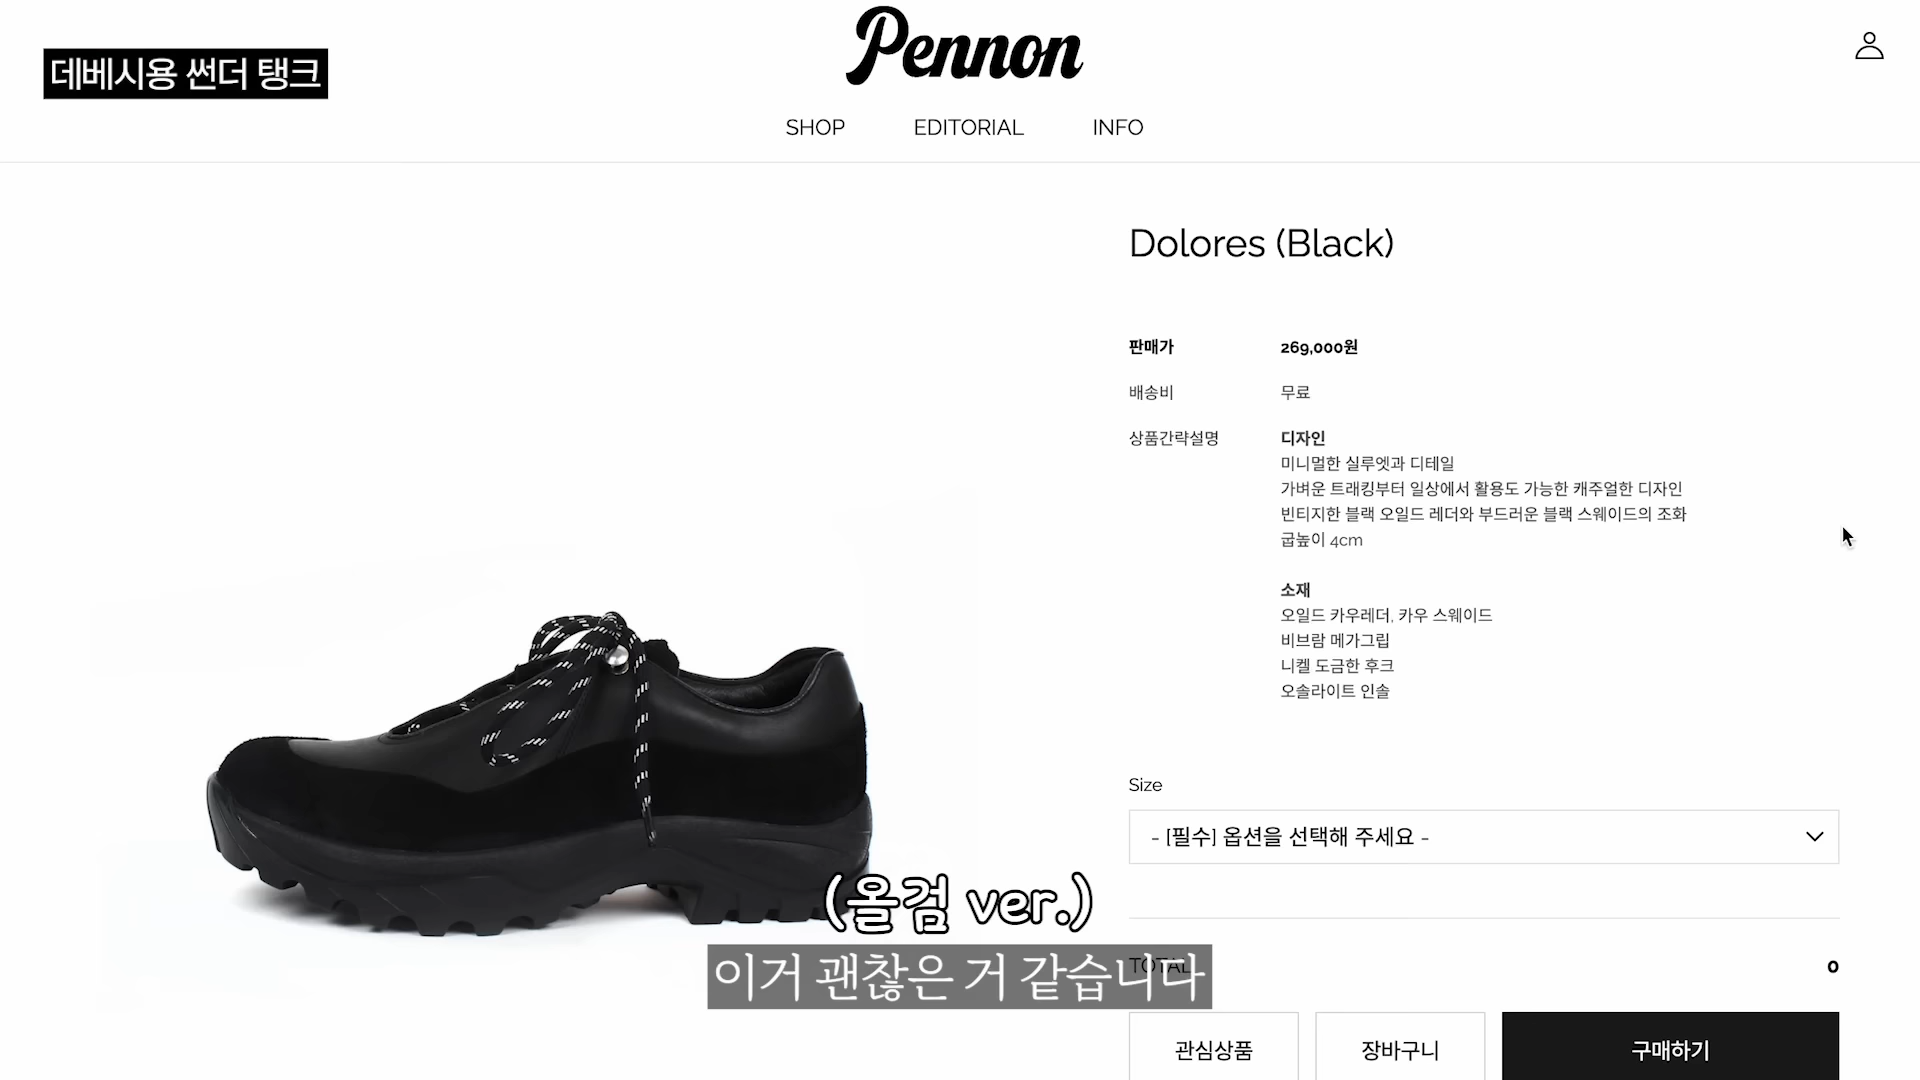 데베시용 썬더 탱크
Pennon
SHOP EDITORIAL INFO
Dolores (Black)
판매가 269,000원
배송비 무료
상품간략설명 디자인
미니멀한 실루엣과 디테일
가벼운 트래킹부터 일상에서 활용도 가능한 캐주얼한 디자인
빈티지한 블랙 오일드 레더와 부드러운 블랙 스웨이드의 조화
굽높이 4cm
소재
오일드 카우레더, 카우 스웨이드
비브람 메가그립
니켈 도금한 후크
오솔라이트 인솔
Size
- [필수] 옵션을 선택해 주세요 -
(올검 ver.)
이거 괜찮은 거 같습니다
TOTAL 0
관심상품 장바구니 구매하기